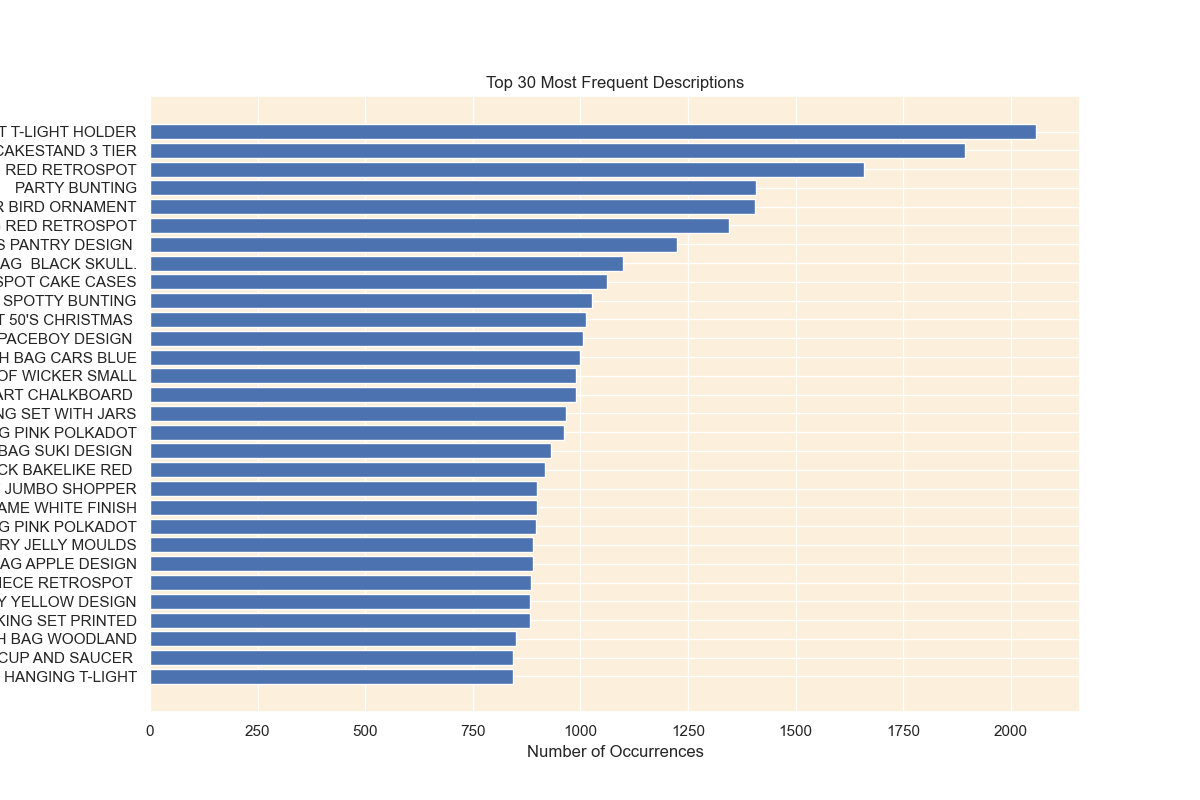 Top 30 Most Frequent Descriptions
T T-LIGHT HOLDER
CAKESTAND 3 TIER
RED RETROSPOT
PARTY BUNTING
R BIRD ORNAMENT
G RED RETROSPOT
S PANTRY DESIGN
AG  BLACK SKULL.
SPOT CAKE CASES
SPOTTY BUNTING
T 50'S CHRISTMAS
PACEBOY DESIGN
H BAG CARS BLUE
OF WICKER SMALL
ART CHALKBOARD
NG SET WITH JARS
G PINK POLKADOT
BAG SUKI DESIGN
CK BAKELIKE RED
JUMBO SHOPPER
AME WHITE FINISH
G PINK POLKADOT
RY JELLY MOULDS
AG APPLE DESIGN
IECE RETROSPOT
Y YELLOW DESIGN
KING SET PRINTED
H BAG WOODLAND
CUP AND SAUCER
HANGING T-LIGHT
0 250 500 750 1000 1250 1500 1750 2000
Number of Occurrences